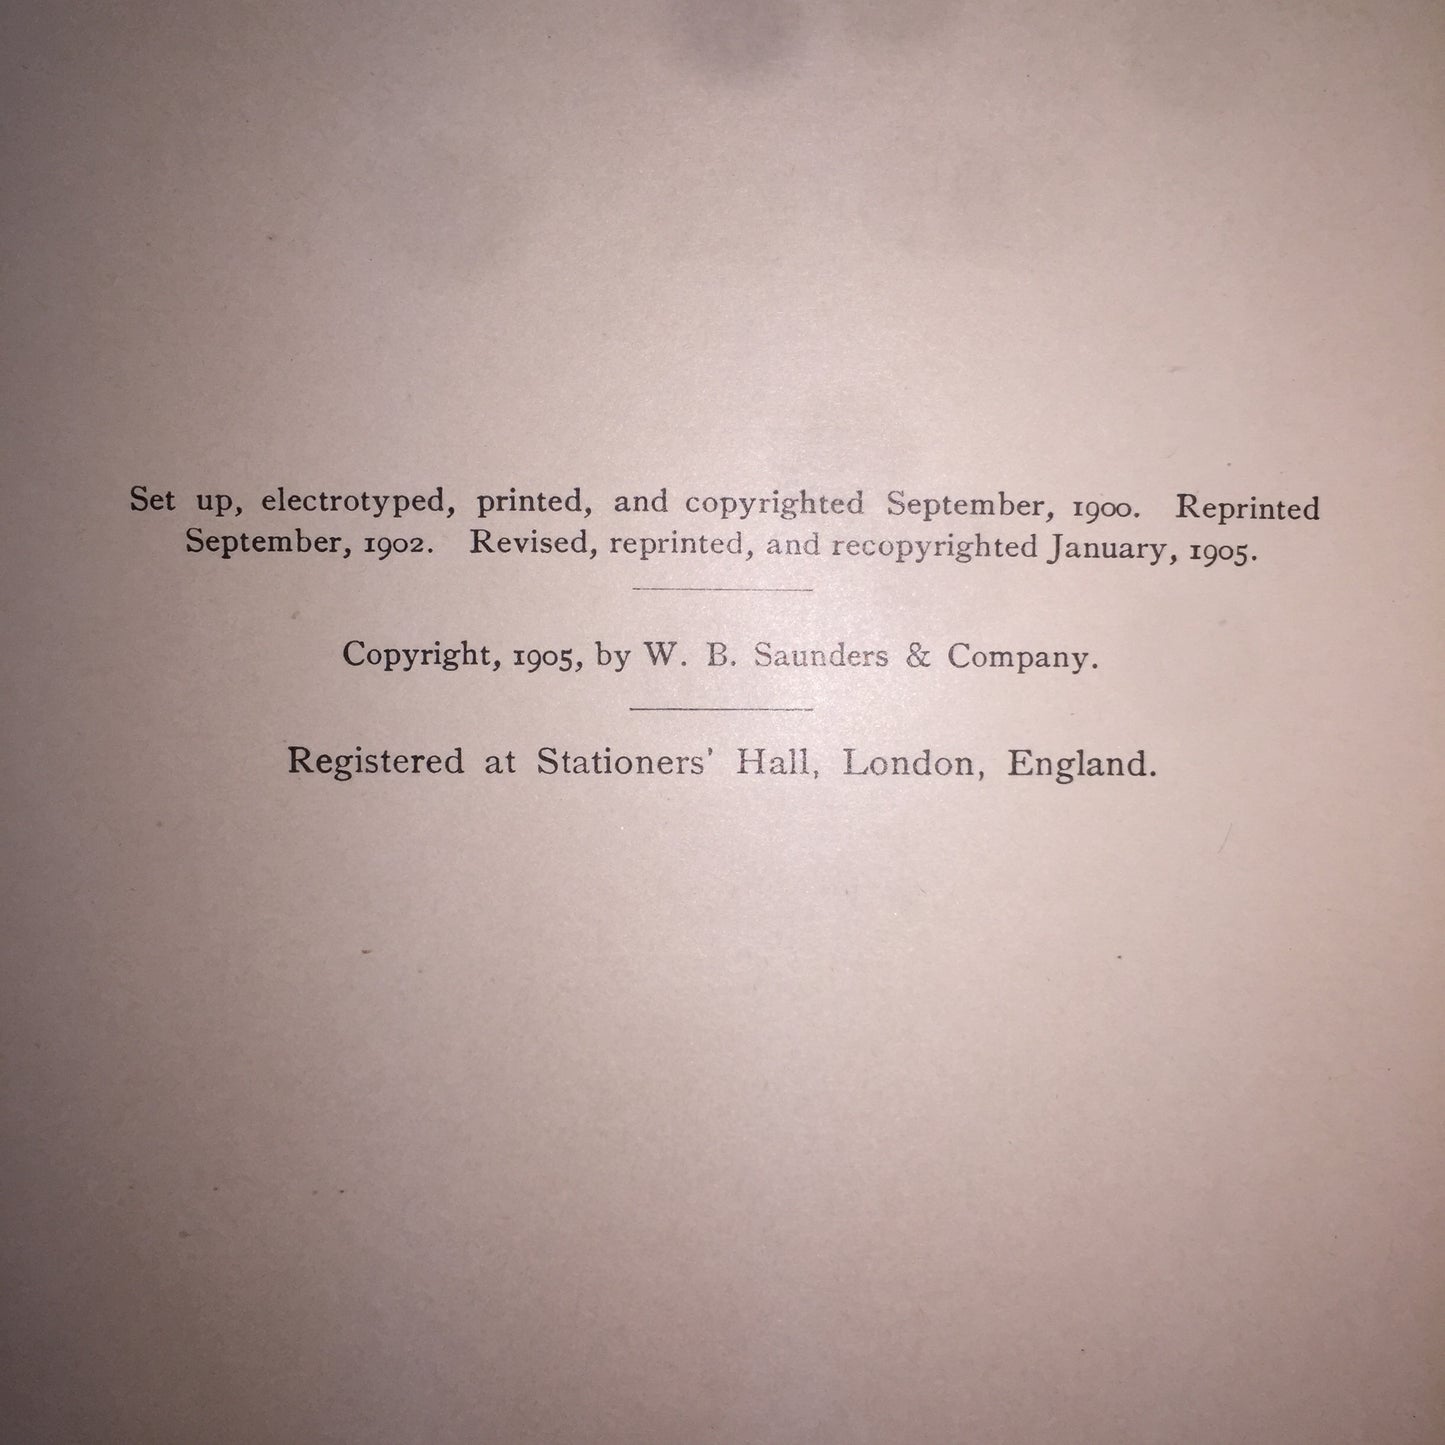 Set up, electrotyped, printed, and copyrighted September, 1900. Reprinted
September, 1902. Revised, reprinted, and recopyrighted January, 1905.
Copyright, 1905, by W. B. Saunders & Company.
Registered at Stationers' Hall, London, England.